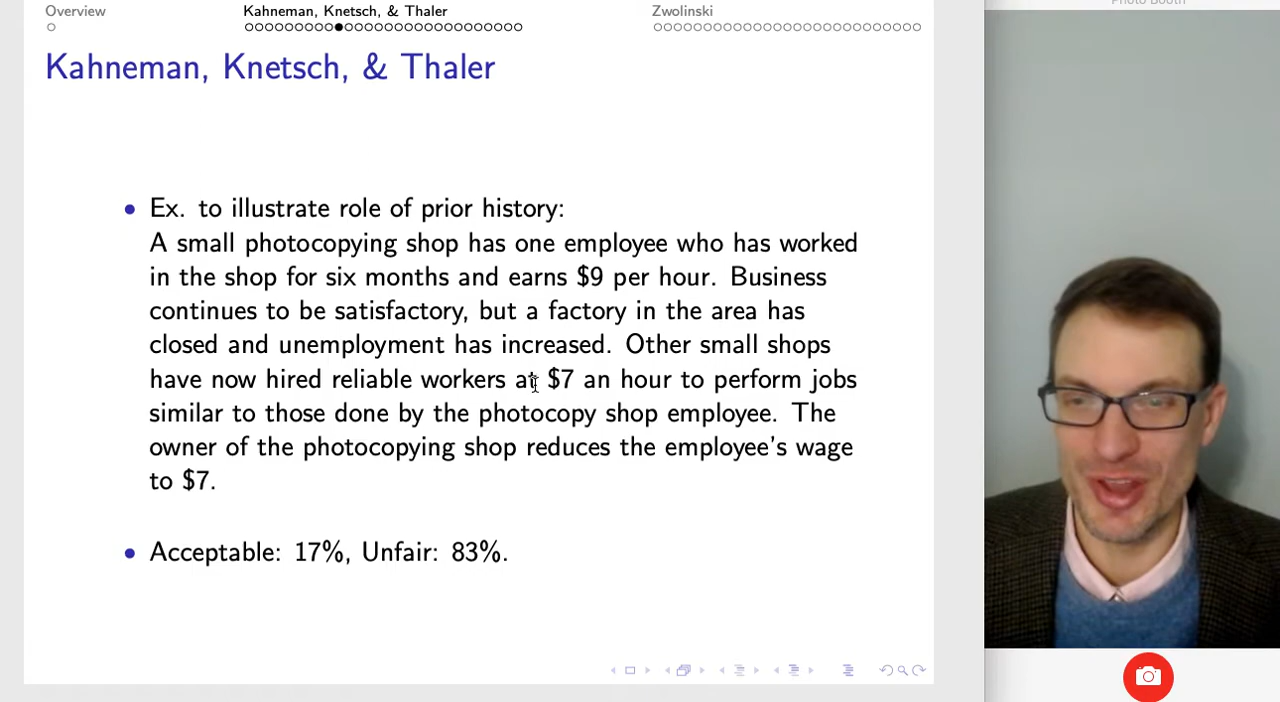 Overview
Kahneman, Knetsch, & Thaler
Zwolinski
Photo Booth
Kahneman, Knetsch, & Thaler
• Ex. to illustrate role of prior history:
A small photocopying shop has one employee who has worked
in the shop for six months and earns $9 per hour. Business
continues to be satisfactory, but a factory in the area has
closed and unemployment has increased. Other small shops
have now hired reliable workers at $7 an hour to perform jobs
similar to those done by the photocopy shop employee. The
owner of the photocopying shop reduces the employee's wage
to $7.
• Acceptable: 17%, Unfair: 83%.